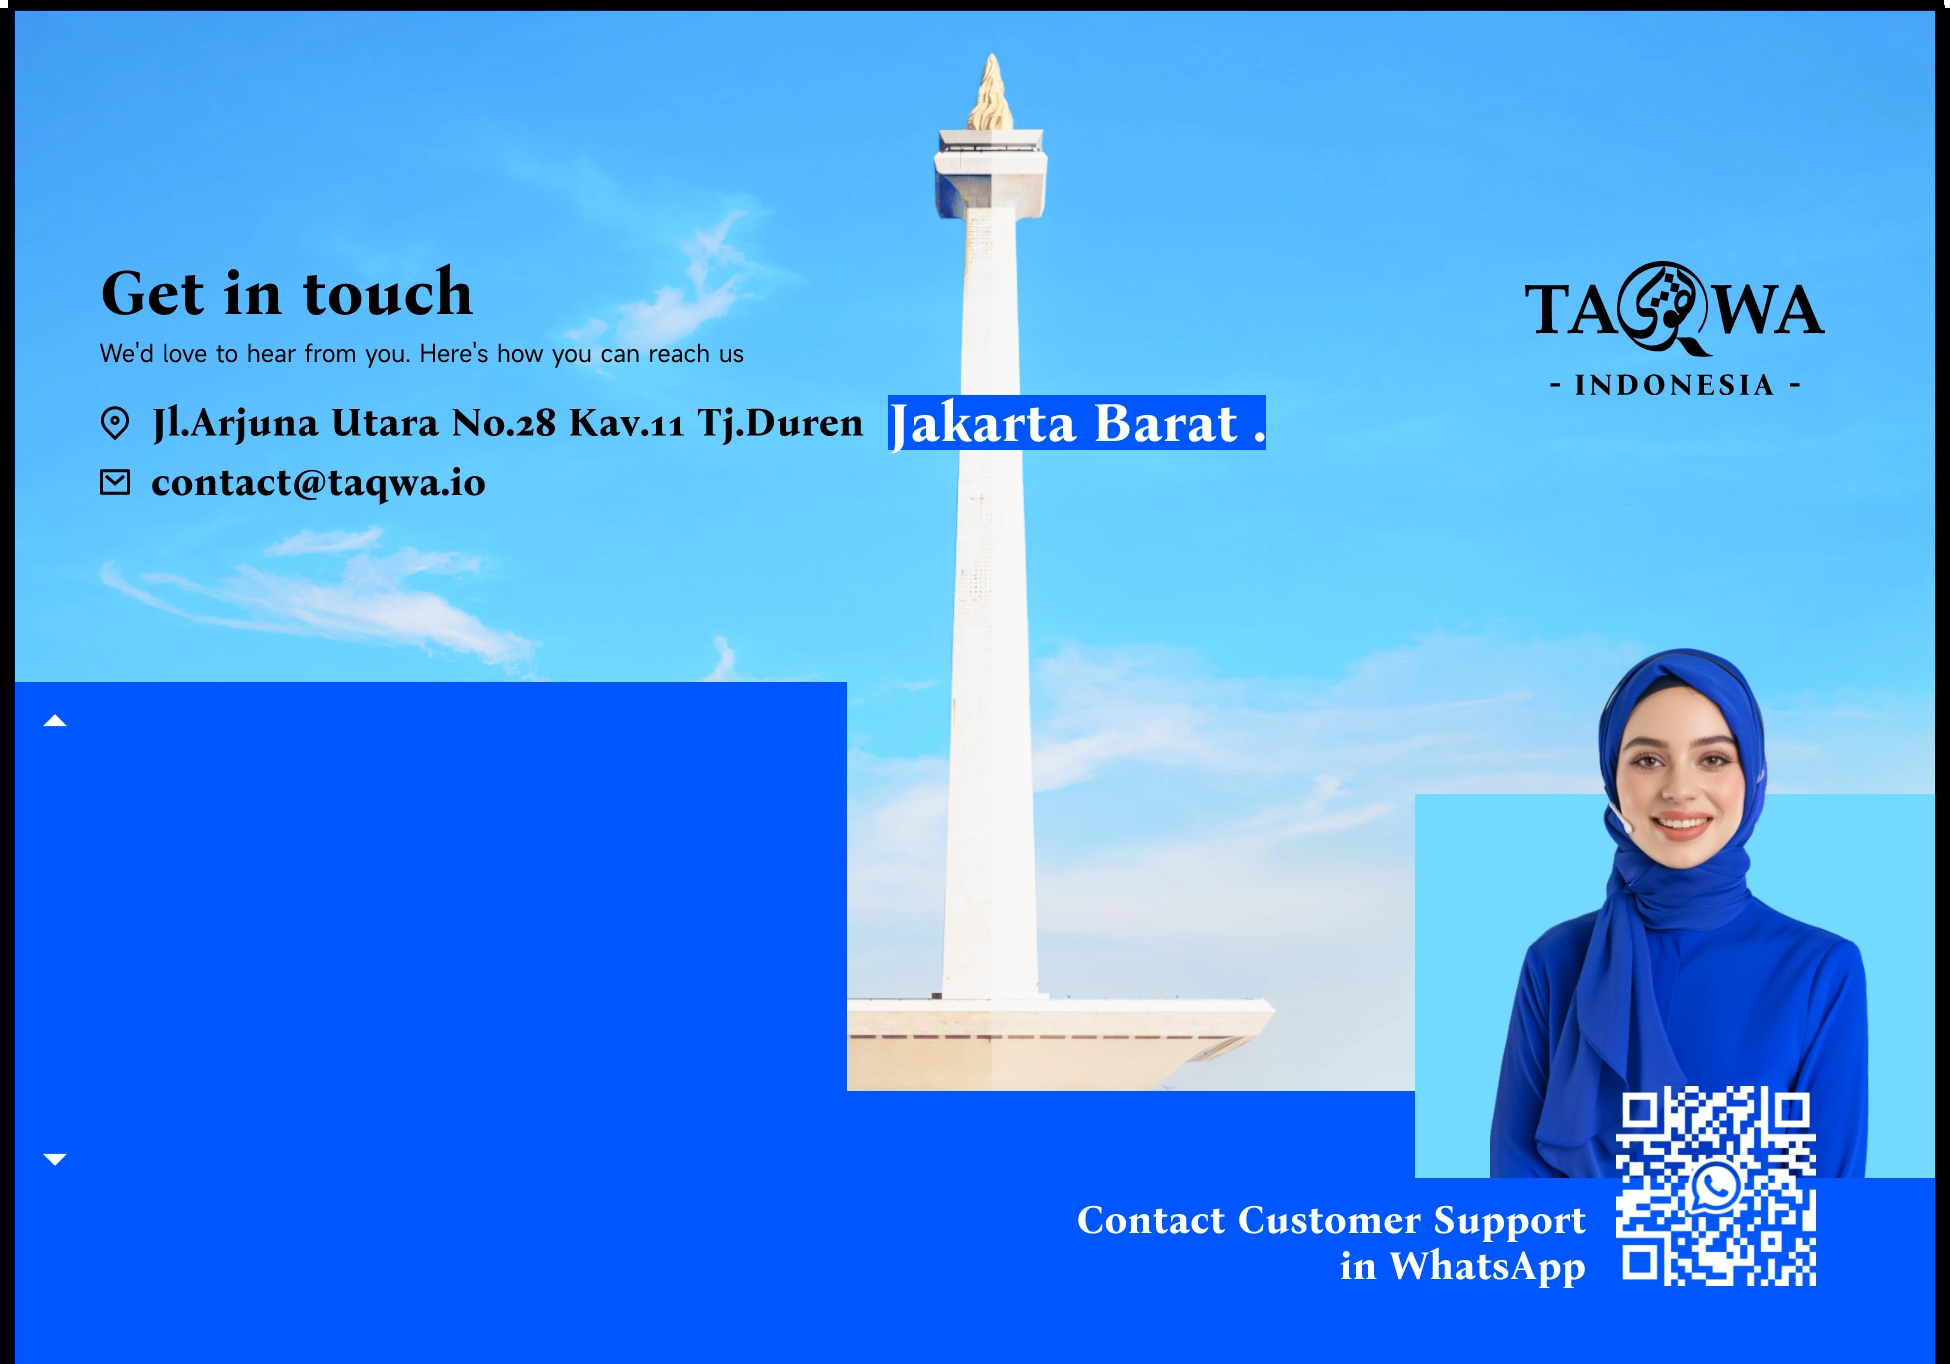 Get in touch
We'd love to hear from you. Here's how you can reach us
Jl.Arjuna Utara No.28 Kav.11 Tj.Duren Jakarta Barat .
contact@taqwa.io
TAQWA
- INDONESIA -
Contact Customer Support
in WhatsApp